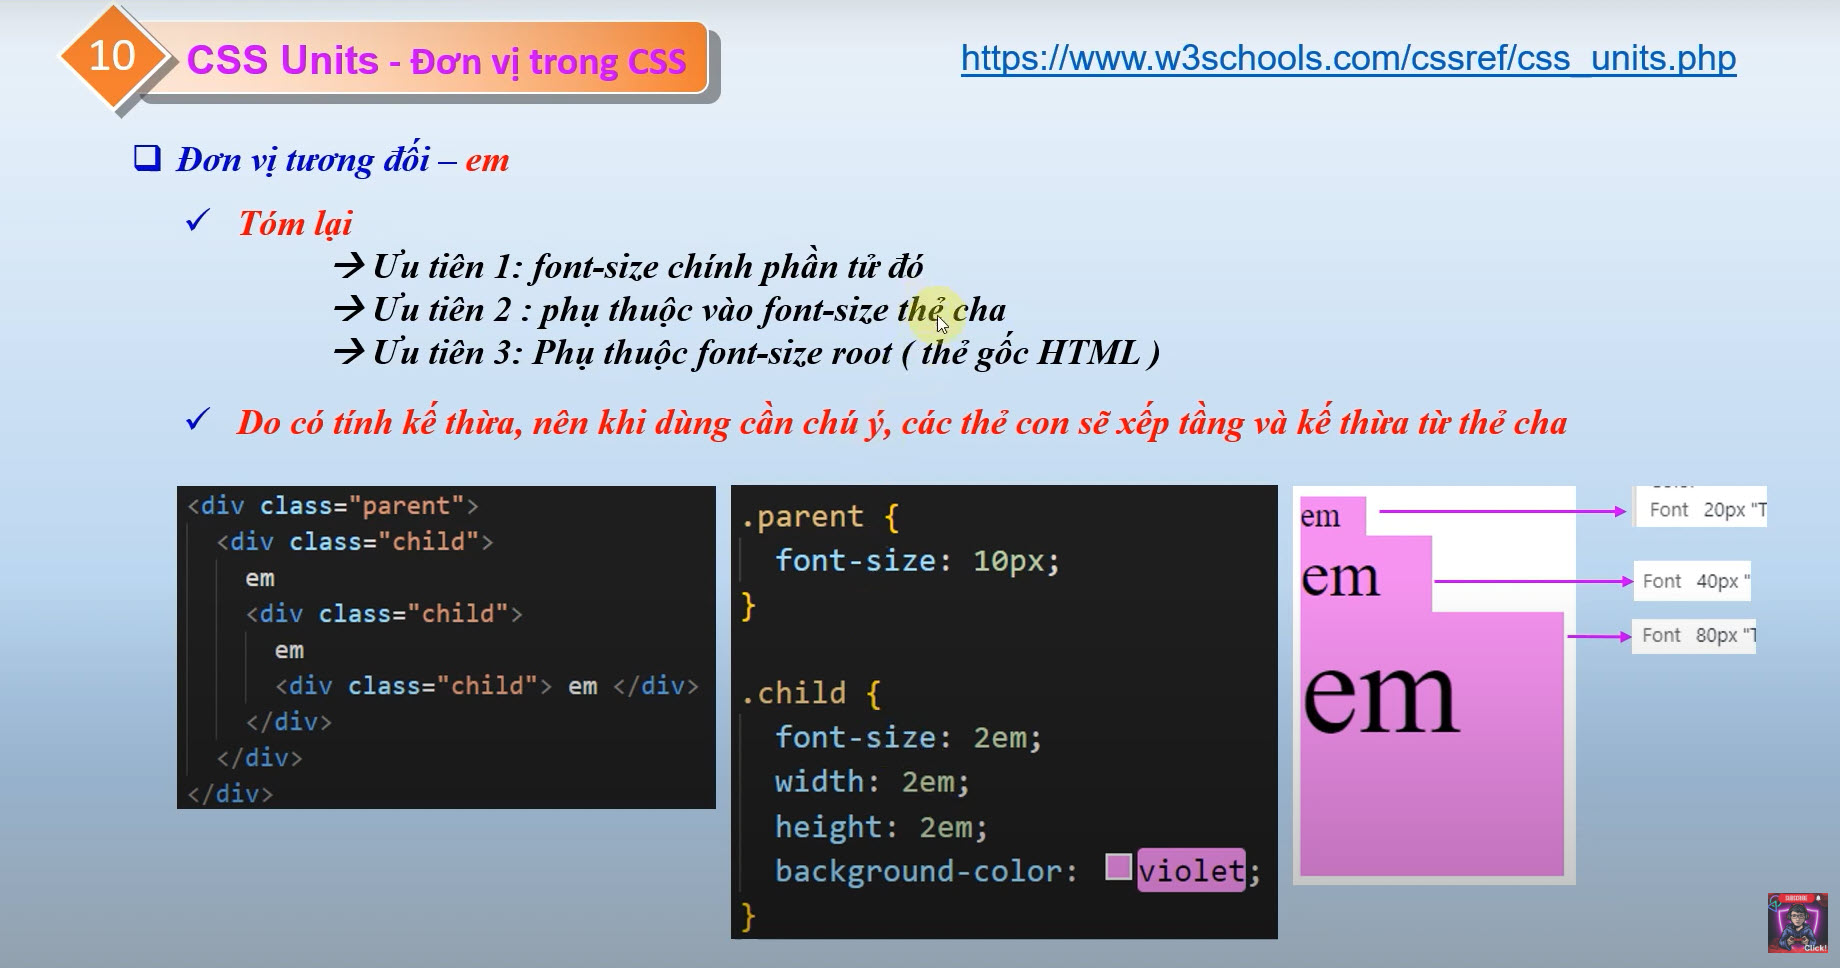 10
CSS Units - Đơn vị trong CSS
https://www.w3schools.com/cssref/css_units.php
Đơn vị tương đối – em
Tóm lại
Ưu tiên 1: font-size chính phần tử đó
Ưu tiên 2 : phụ thuộc vào font-size thẻ cha
Ưu tiên 3: Phụ thuộc font-size root ( thẻ gốc HTML )
Do có tính kế thừa, nên khi dùng cần chú ý, các thẻ con sẽ xếp tầng và kế thừa từ thẻ cha
<div class="parent">
<div class="child">
em
<div class="child">
em
<div class="child"> em </div>
</div>
</div>
</div>
.parent {
font-size: 10px;
}
.child {
font-size: 2em;
width: 2em;
height: 2em;
background-color: violet;
}
em
em
em
Font 20px "T
Font 40px "
Font 80px "T
SUBSCRIBE
Click!